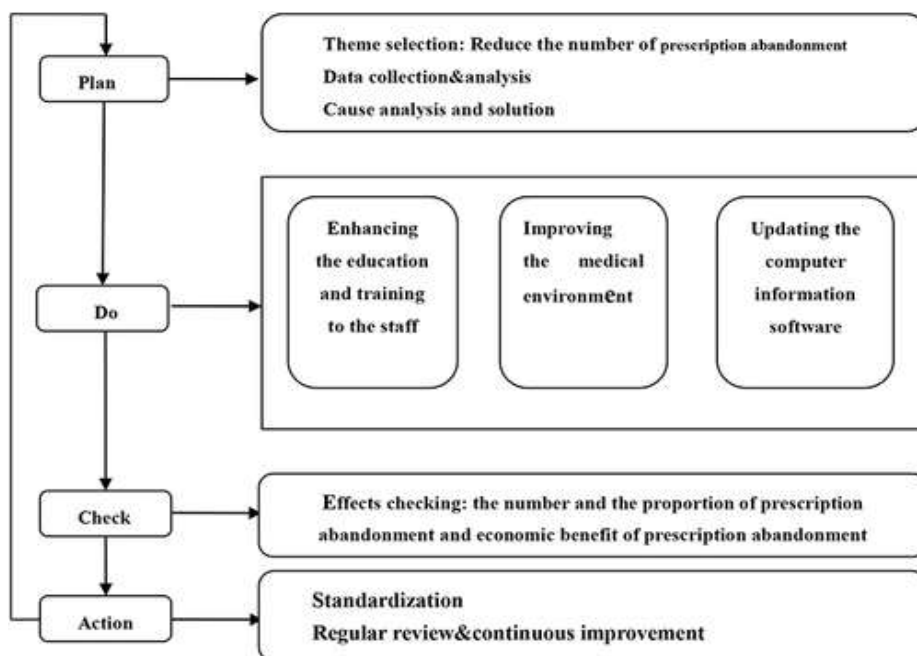 Plan
Theme selection: Reduce the number of prescription abandonment
Data collection&analysis
Cause analysis and solution
Do
Enhancing
the education
and training
to the staff
Improving
the medical
environment
Updating the
computer
information
software
Check
Effects checking: the number and the proportion of prescription
abandonment and economic benefit of prescription abandonment
Action
Standardization
Regular review&continuous improvement